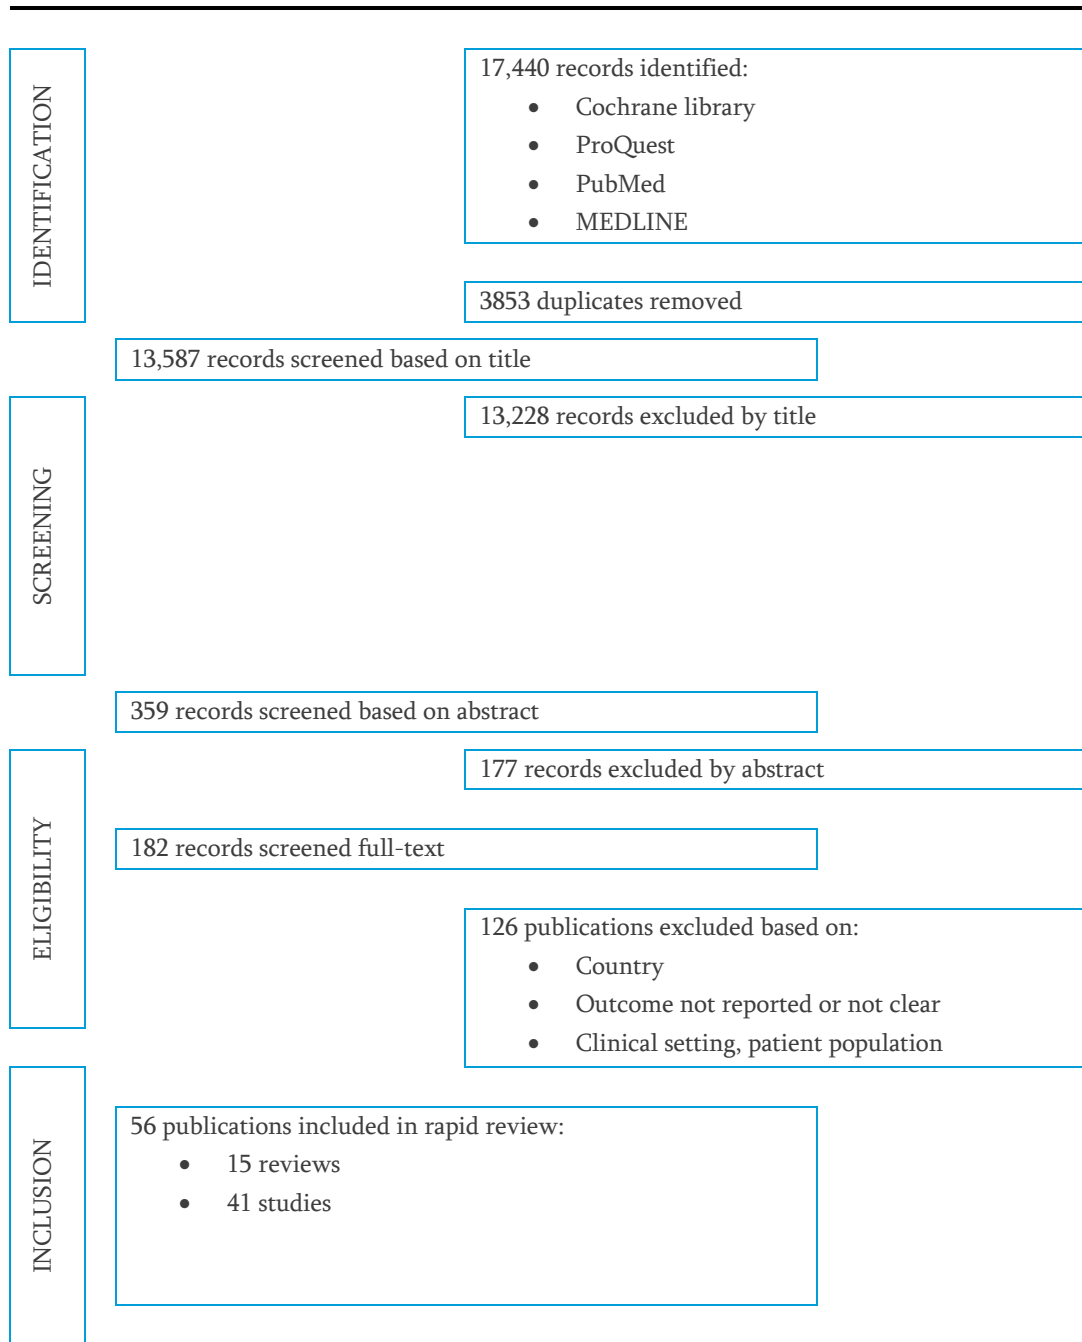 IDENTIFICATION
17,440 records identified:
• Cochrane library
• ProQuest
• PubMed
• MEDLINE
3853 duplicates removed
13,587 records screened based on title
SCREENING
13,228 records excluded by title
359 records screened based on abstract
ELIGIBILITY
177 records excluded by abstract
182 records screened full-text
126 publications excluded based on:
• Country
• Outcome not reported or not clear
• Clinical setting, patient population
INCLUSION
56 publications included in rapid review:
• 15 reviews
• 41 studies